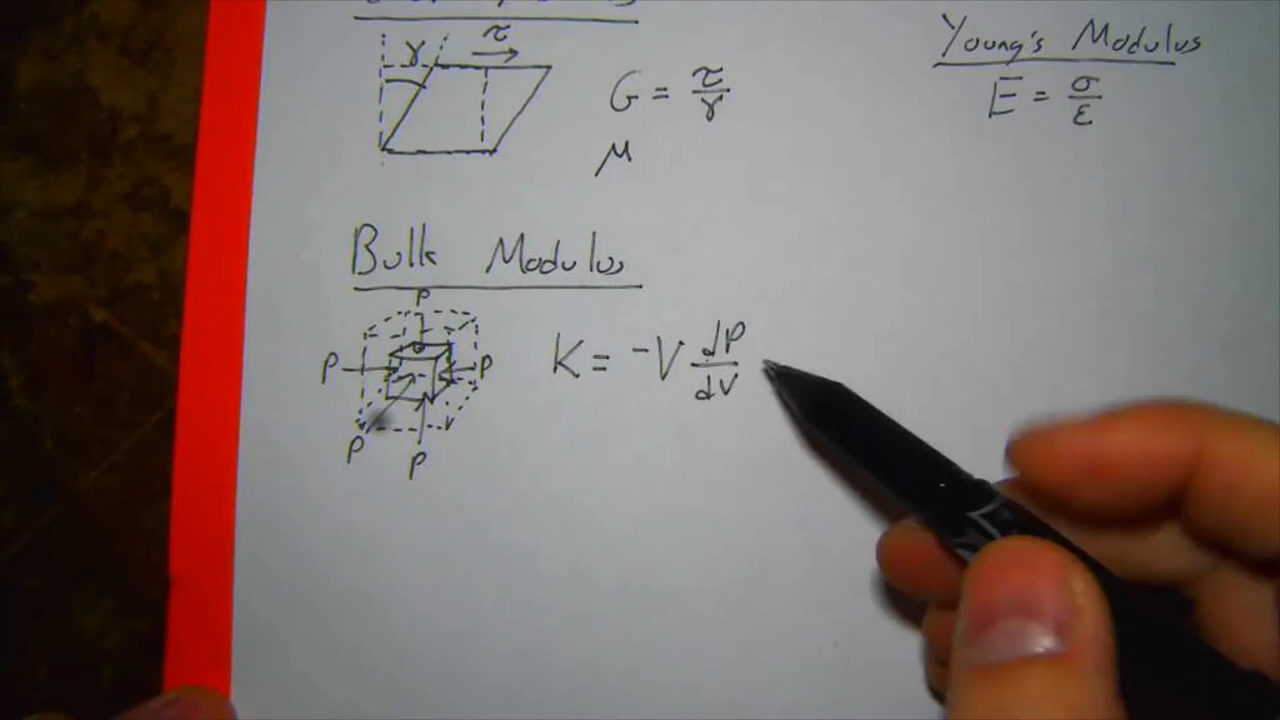 γ τ
G = τ/γ
μ
Young's Modulus
E = σ/ε
Bulk Modulus
P
P P
P
P
K = -V dP/dV